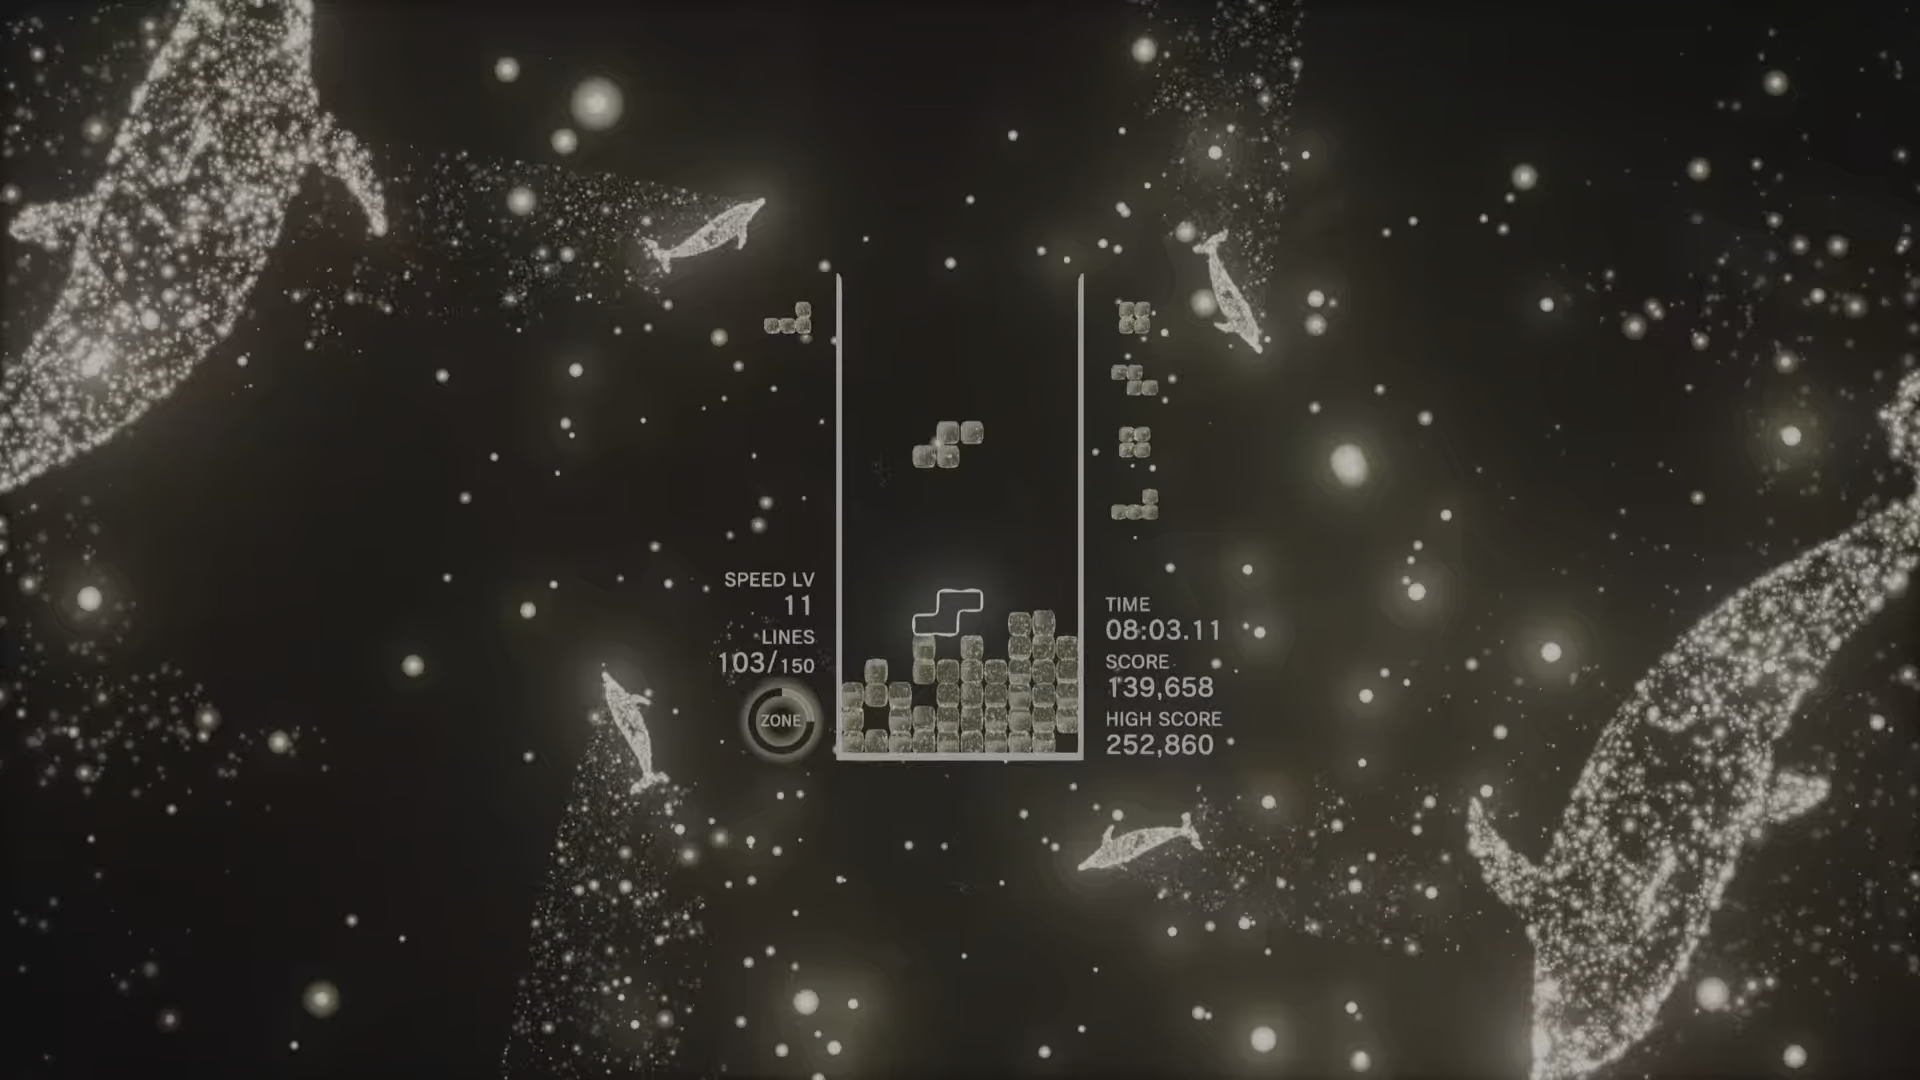 SPEED LV
11
LINES
103/150
ZONE
TIME
08:03.11
SCORE
139,658
HIGH SCORE
252,860